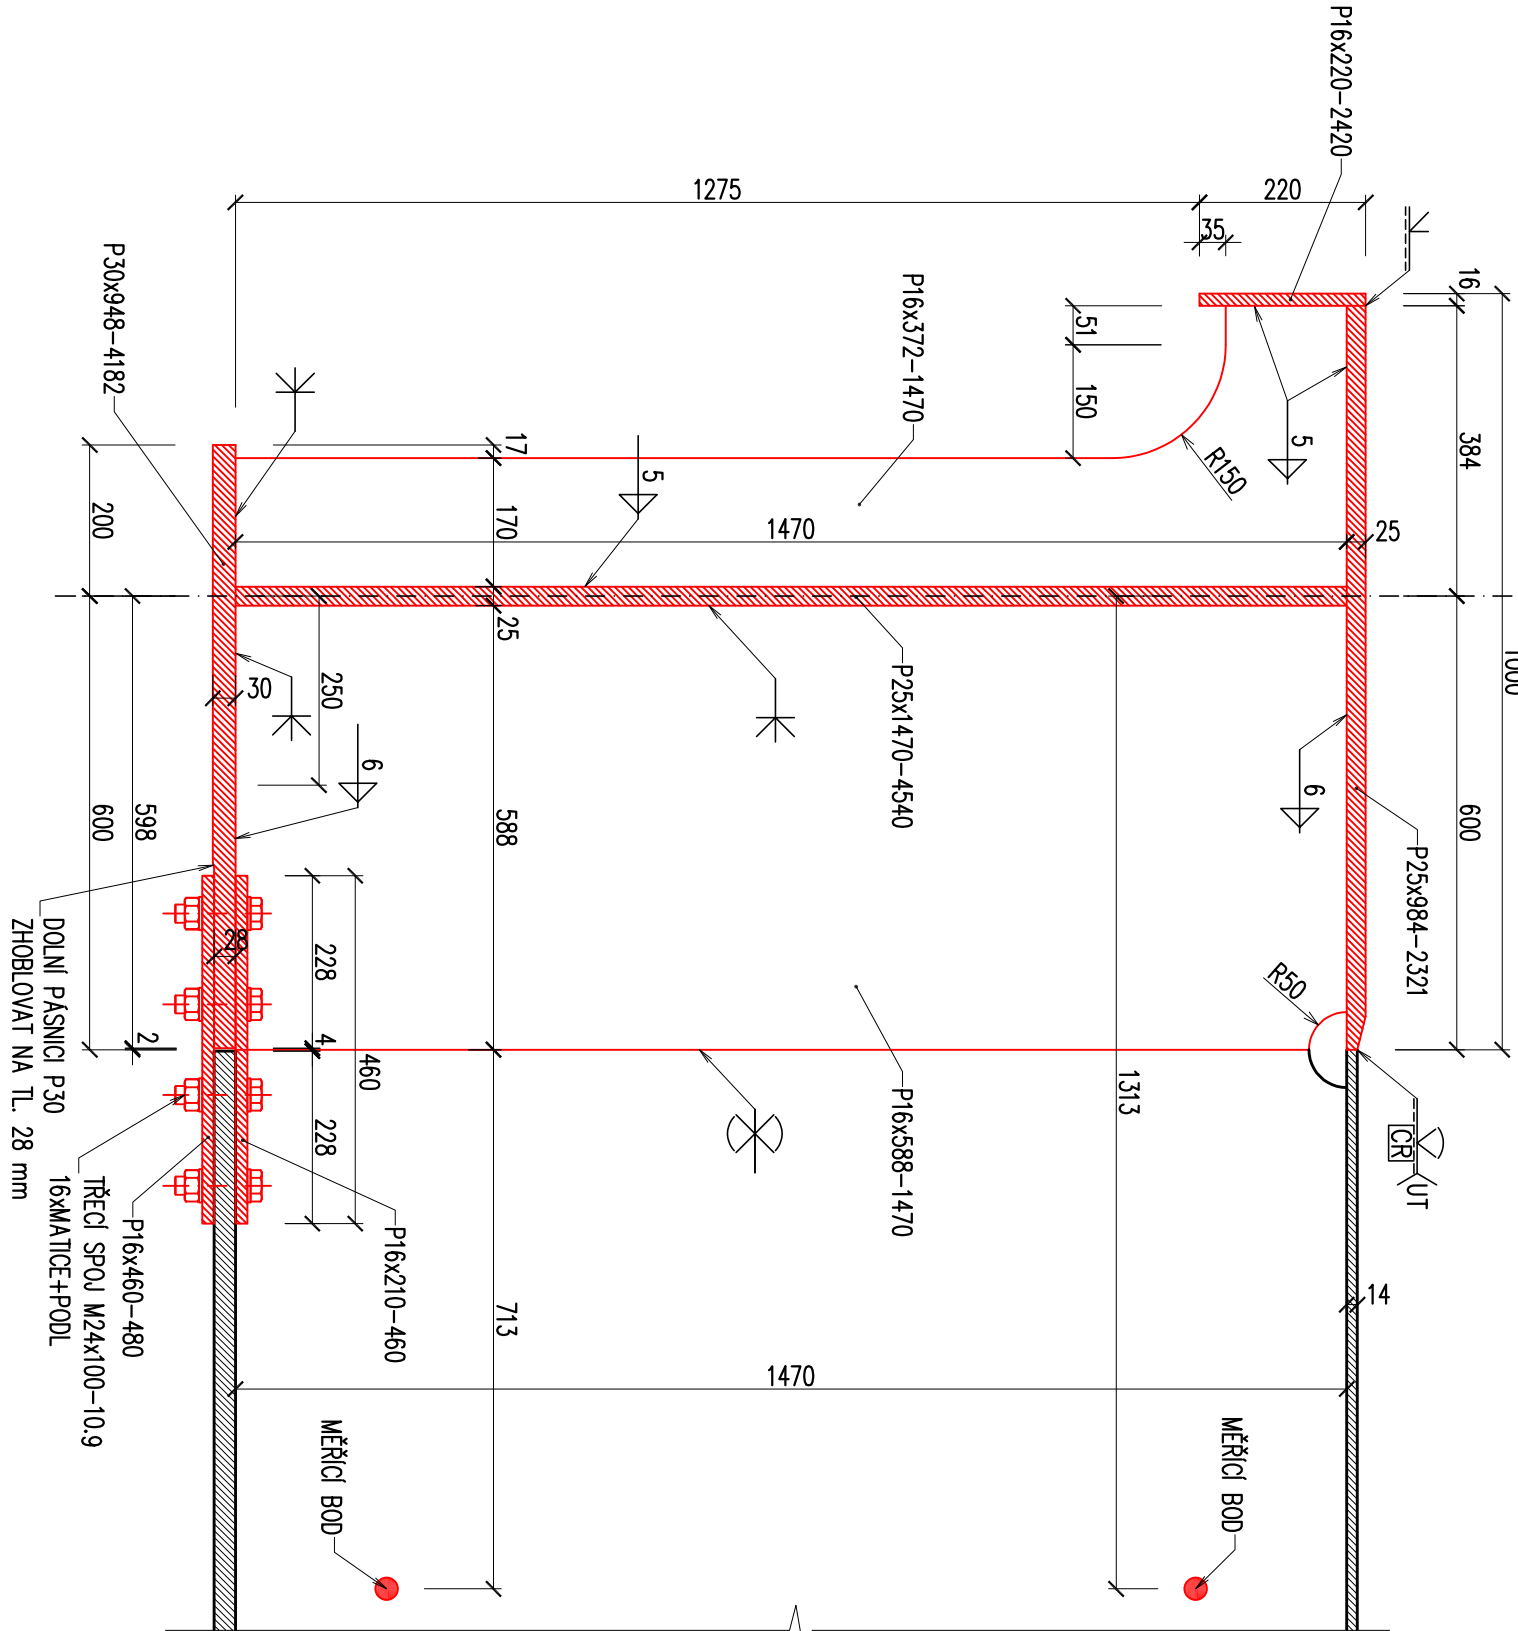 P16x220-2420
1275
220
35
16
1000
384
P30x948-4182
P16x372-1470
51
150
R150
5
17
5
200
170
1470
25
25
250
30
P25x1470-4540
6
6
600
598
600
588
P25x984-2321
R50
28
228
4
460
2
228
DOLNÍ PÁSNICI P30
ZHOBLOVAT NA TL. 28 mm
TŘECÍ SPOJ M24x100-10.9
16xMATICE+PODL
P16x460-480
P16x210-460
P16x588-1470
1313
CR
UT
14
713
1470
MĚŘÍCÍ BOD
MĚŘÍCÍ BOD